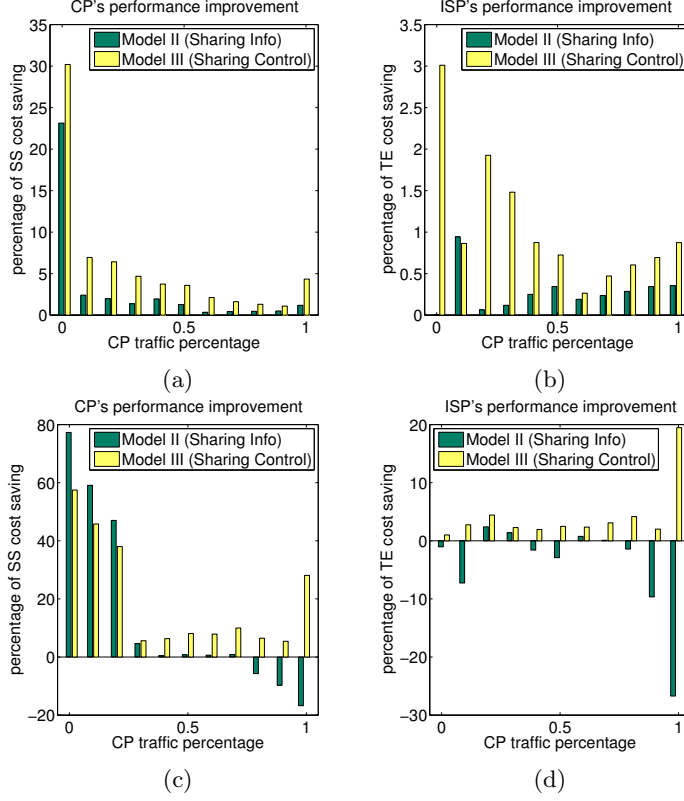 CP's performance improvement
35
30
25
20
15
10
5
0
percentage of SS cost saving
Model II (Sharing Info)
Model III (Sharing Control)
0
0.5
1
CP traffic percentage
(a)
ISP's performance improvement
3.5
3
2.5
2
1.5
1
0.5
0
percentage of TE cost saving
Model II (Sharing Info)
Model III (Sharing Control)
0
0.5
1
CP traffic percentage
(b)
CP's performance improvement
80
60
40
20
0
−20
percentage of SS cost saving
Model II (Sharing Info)
Model III (Sharing Control)
0
0.5
1
CP traffic percentage
(c)
ISP's performance improvement
20
10
0
−10
−20
−30
percentage of TE cost saving
Model II (Sharing Info)
Model III (Sharing Control)
0
0.5
1
CP traffic percentage
(d)